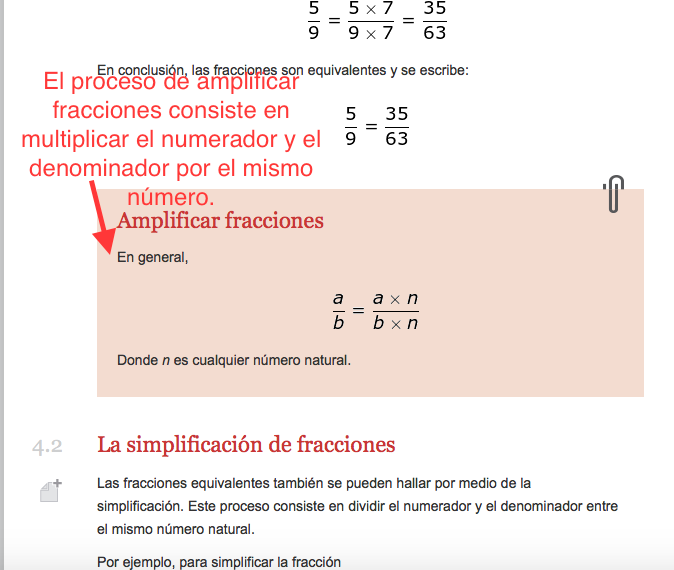 5/9 = 5 × 7/9 × 7 = 35/63
En conclusión, las fracciones son equivalentes y se escribe:
El proceso de amplificar
fracciones consiste en
multiplicar el numerador y el
denominador por el mismo
número.
5/9 = 35/63
Amplificar fracciones
En general,
a/b = a × n/b × n
Donde n es cualquier número natural.
4.2 La simplificación de fracciones
Las fracciones equivalentes también se pueden hallar por medio de la
simplificación. Este proceso consiste en dividir el numerador y el denominador entre
el mismo número natural.
Por ejemplo, para simplificar la fracción